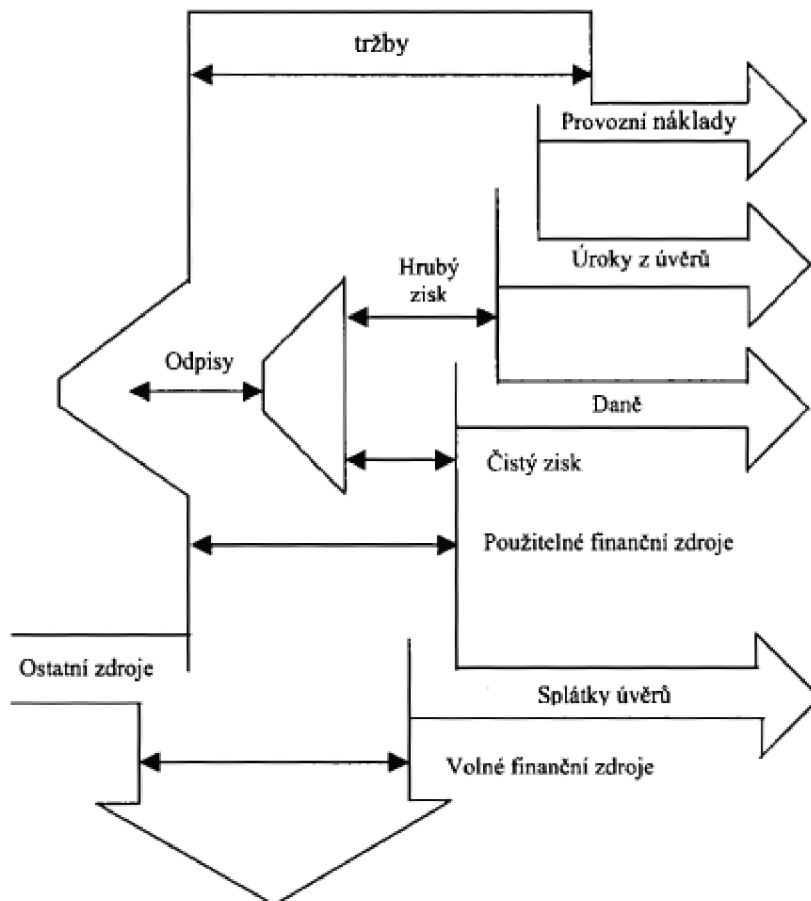 tržby
Provozní náklady
Úroky z úvěrů
Hrubý
zisk
Odpisy
Daně
Čistý zisk
Použitelné finanční zdroje
Ostatní zdroje
Splátky úvěrů
Volné finanční zdroje